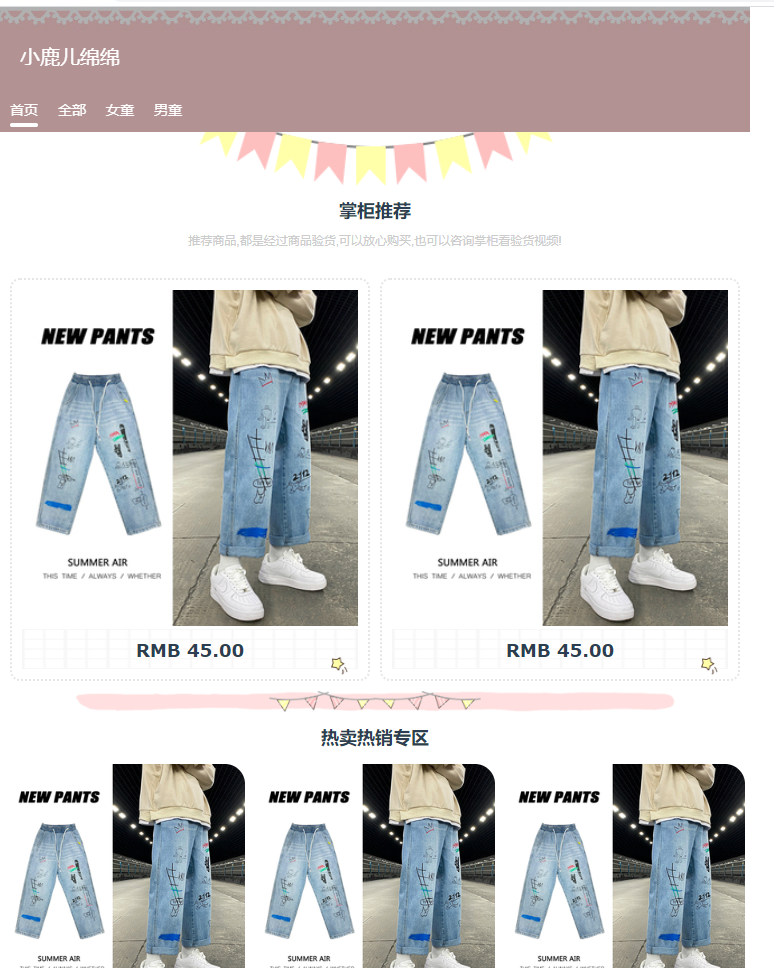 小鹿儿绵绵
首页 全部 女童 男童
掌柜推荐
推荐商品,都是经过商品验货,可以放心购买,也可以咨询掌柜看验货视频!
NEW PANTS
SUMMER AIR
THIS TIME / ALWAYS / WHETHER
RMB 45.00
NEW PANTS
SUMMER AIR
THIS TIME / ALWAYS / WHETHER
RMB 45.00
热卖热销专区
NEW PANTS
SUMMER AIR
NEW PANTS
SUMMER AIR
NEW PANTS
SUMMER AIR